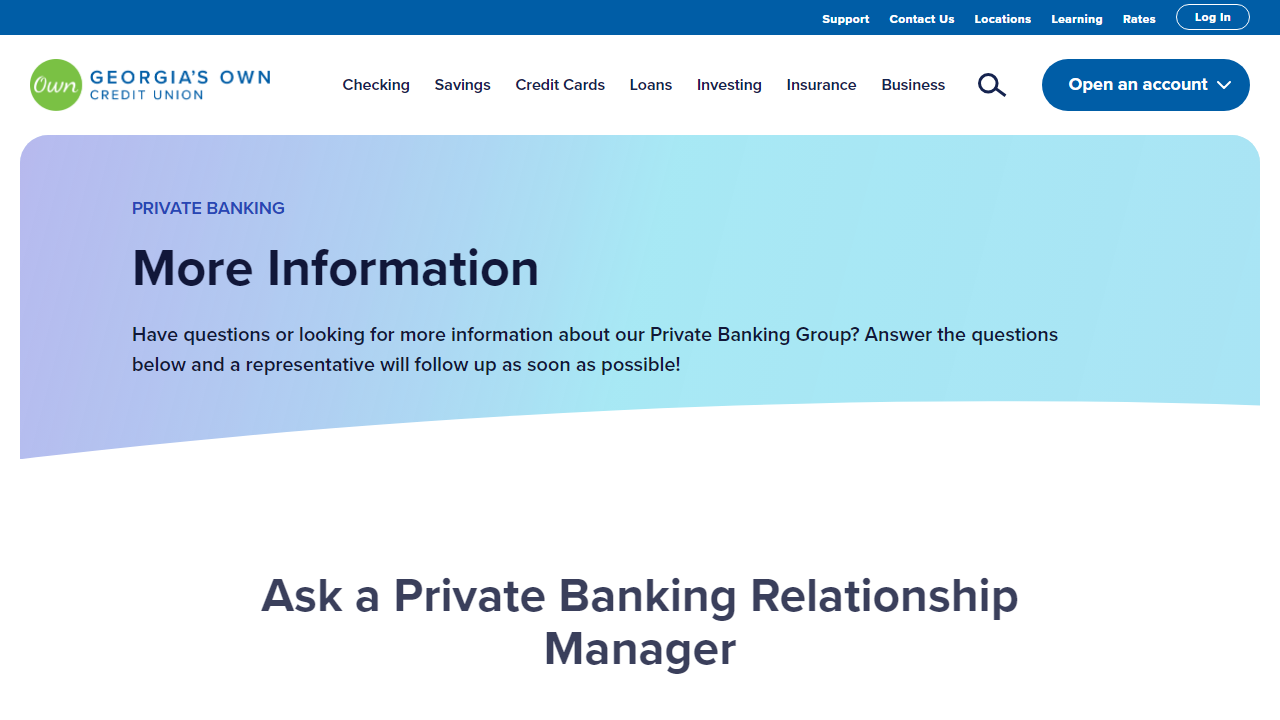 Support Contact Us Locations Learning Rates Log In
Own GEORGIA'S OWN
CREDIT UNION
Checking Savings Credit Cards Loans Investing Insurance Business Open an account
PRIVATE BANKING
More Information
Have questions or looking for more information about our Private Banking Group? Answer the questions
below and a representative will follow up as soon as possible!
Ask a Private Banking Relationship
Manager